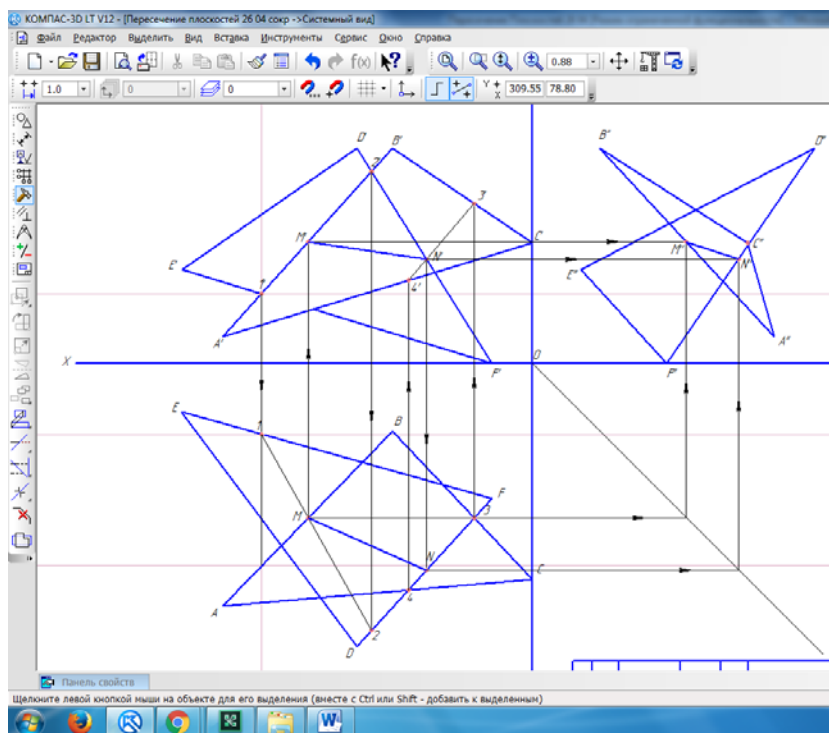 КОМПАС-3D LT V12 - [Пересечение плоскостей 26 04 сокр ->Системный вид]
Файл Редактор Выделить Вид Вставка Инструменты Сервис Окно Справка
f(x) 0.88
1.0 0 0 Y X 309.55 78.80
D' B' B" D"
2'
3
M C M" C"
N N
E' E"
1' 4'
A' A"
X F' O F"
E
1 B
F
M 3
N
C
A 4
2
D
Панель свойств
Щелкните левой кнопкой мыши на объекте для его выделения (вместе с Ctrl или Shift - добавить к выделенным)